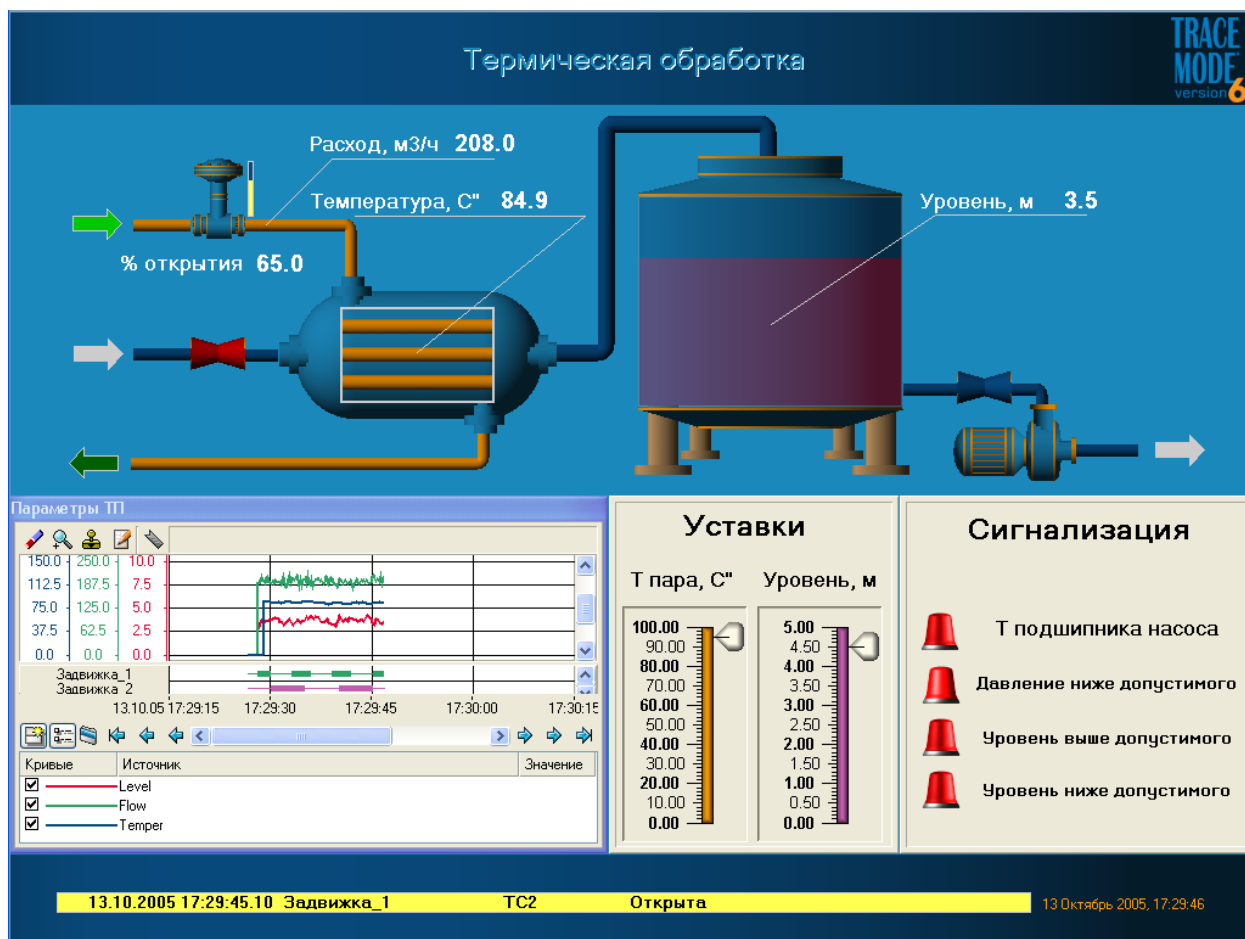 Термическая обработка
TRACE
MODE
version 6
Расход, м3/ч 208.0
Температура, С" 84.9
Уровень, м 3.5
% открытия 65.0
Параметры ТП
150.0 250.0 10.0
112.5 187.5 7.5
75.0 125.0 5.0
37.5 62.5 2.5
0.0 0.0 0.0
Задвижка_1
Задвижка 2
13.10.05 17:29:15 17:29:30 17:29:45 17:30:00 17:30:15
Кривые Источник Значение
Level
Flow
Temper
Уставки
Т пара, С" Уровень, м
100.00 5.00
90.00 4.50
80.00 4.00
70.00 3.50
60.00 3.00
50.00 2.50
40.00 2.00
30.00 1.50
20.00 1.00
10.00 0.50
0.00 0.00
Сигнализация
Т подшипника насоса
Давление ниже допустимого
Уровень выше допустимого
Уровень ниже допустимого
13.10.2005 17:29:45.10 Задвижка_1 ТС2 Открыта
13 Октябрь 2005, 17:29:46